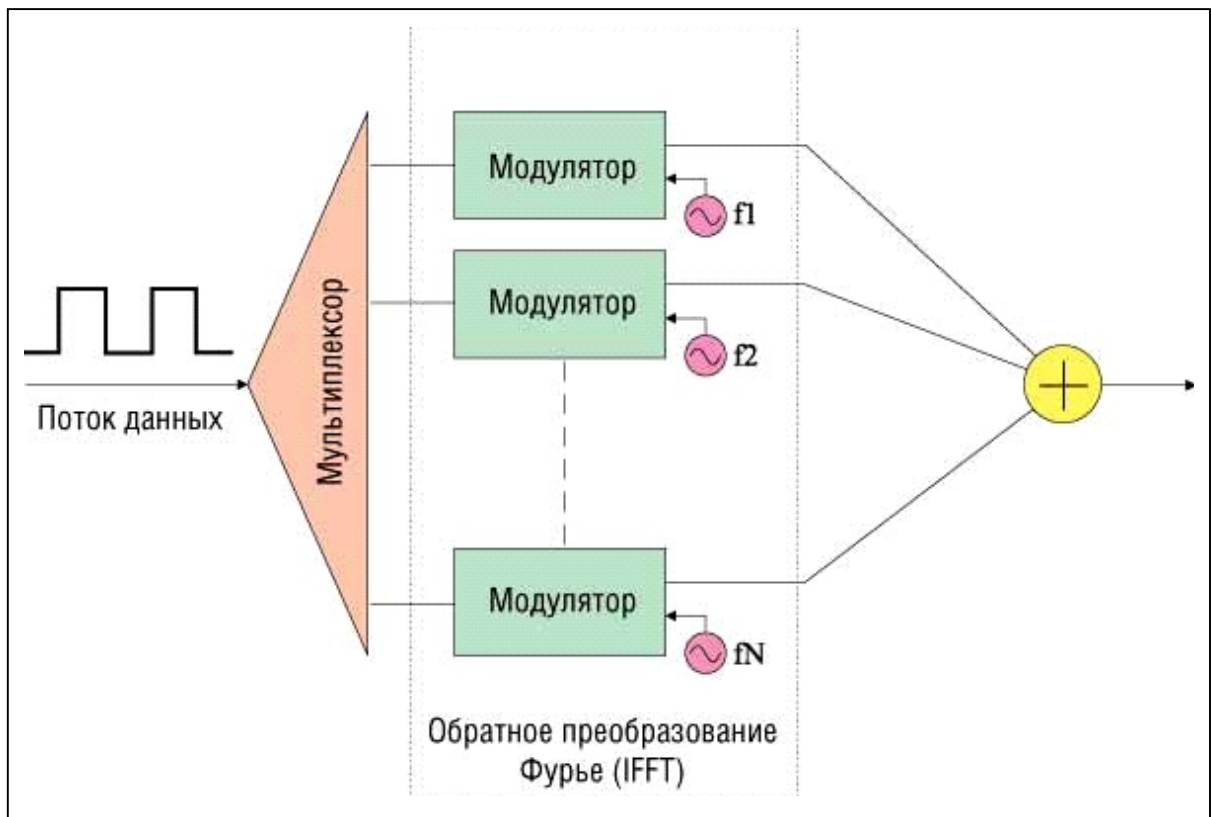 Модулятор
f1
Модулятор
f2
Мультиплексор
Поток данных
Модулятор
fN
Обратное преобразование
Фурье (IFFT)